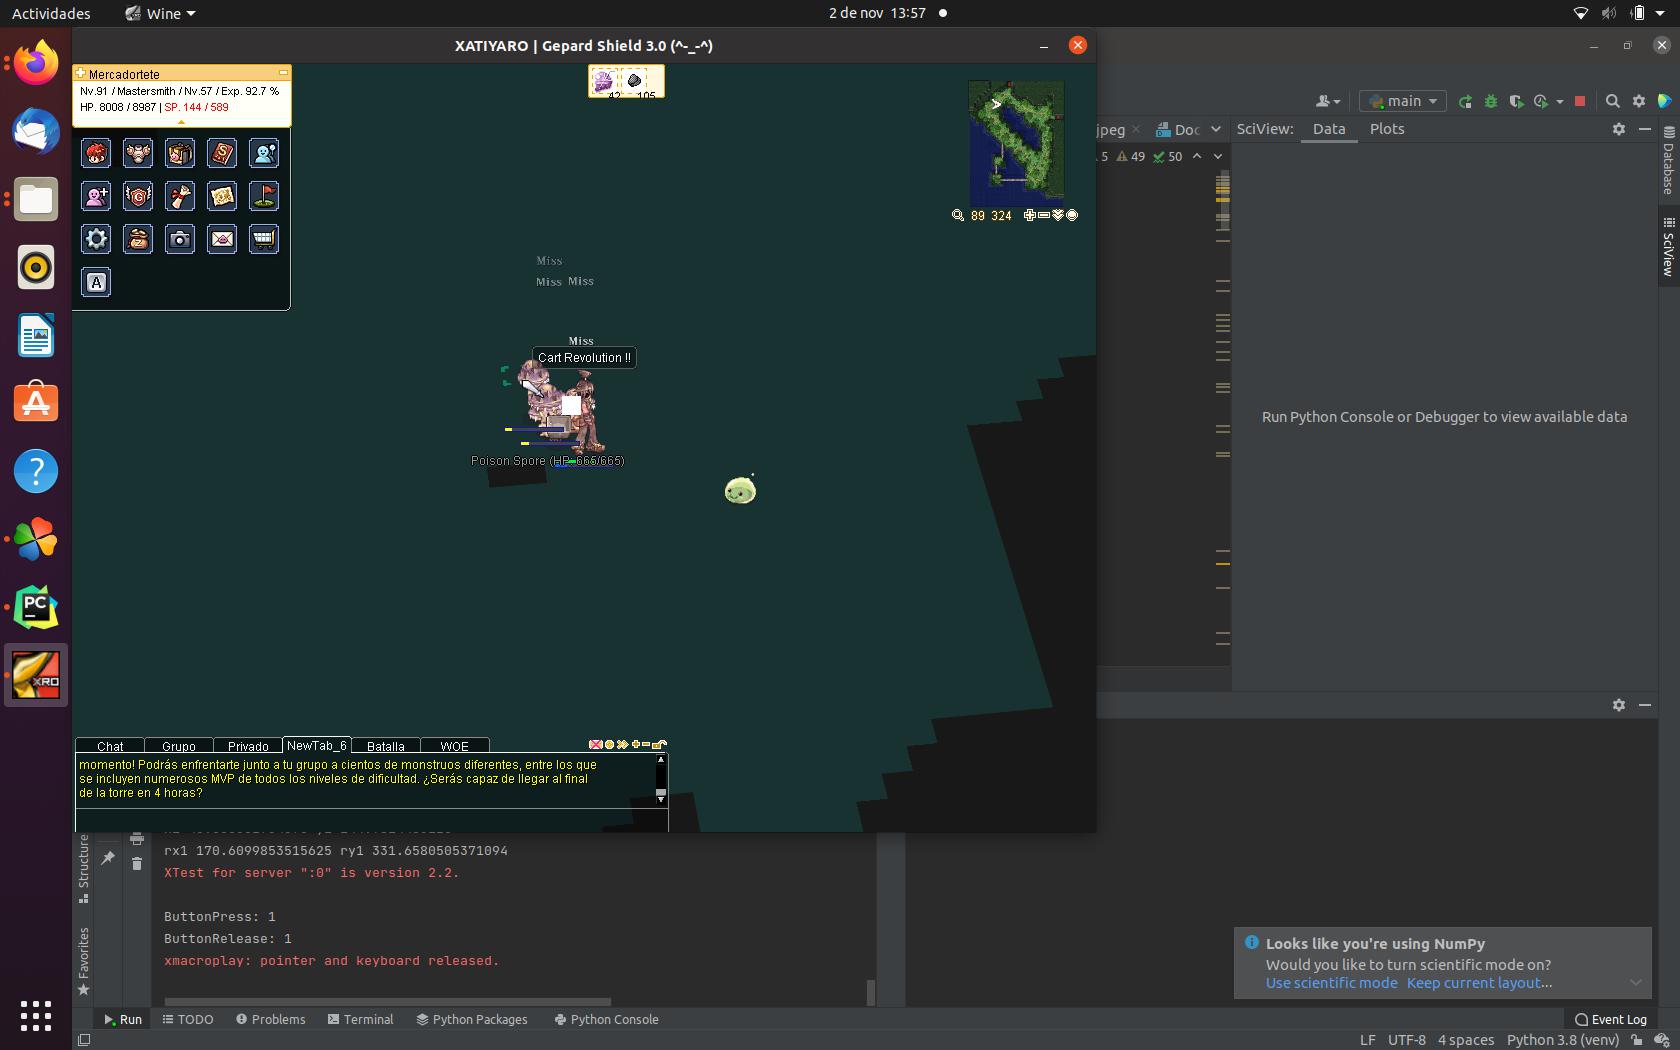 Actividades
Wine
2 de nov 13:57
XATIYARO | Gepard Shield 3.0 (^-_-^)
Mercadortete
Nv.91 / Mastersmith / Nv.57 / Exp. 92.7 %
HP. 8008 / 8987 | SP. 144 / 589
42 105
A
89 324
Miss
Miss Miss
Miss
Cart Revolution !!
Poison Spore (HP: 665/665)
Chat Grupo Privado NewTab_6 Batalla WOE
momento! Podrás enfrentarte junto a tu grupo a cientos de monstruos diferentes, entre los que
se incluyen numerosos MVP de todos los niveles de dificultad. ¿Serás capaz de llegar al final
de la torre en 4 horas?
main
jpeg
Doc
SciView: Data Plots
5 49 50
Database
SciView
Run Python Console or Debugger to view available data
PC
XRO
rx1 170.6099853515625 ry1 331.6580505371094
XTest for server ":0" is version 2.2.
ButtonPress: 1
ButtonRelease: 1
xmacroplay: pointer and keyboard released.
Structure
Favorites
Looks like you're using NumPy
Would you like to turn scientific mode on?
Use scientific mode Keep current layout...
Run TODO Problems Terminal Python Packages Python Console
Event Log
LF UTF-8 4 spaces Python 3.8 (venv)